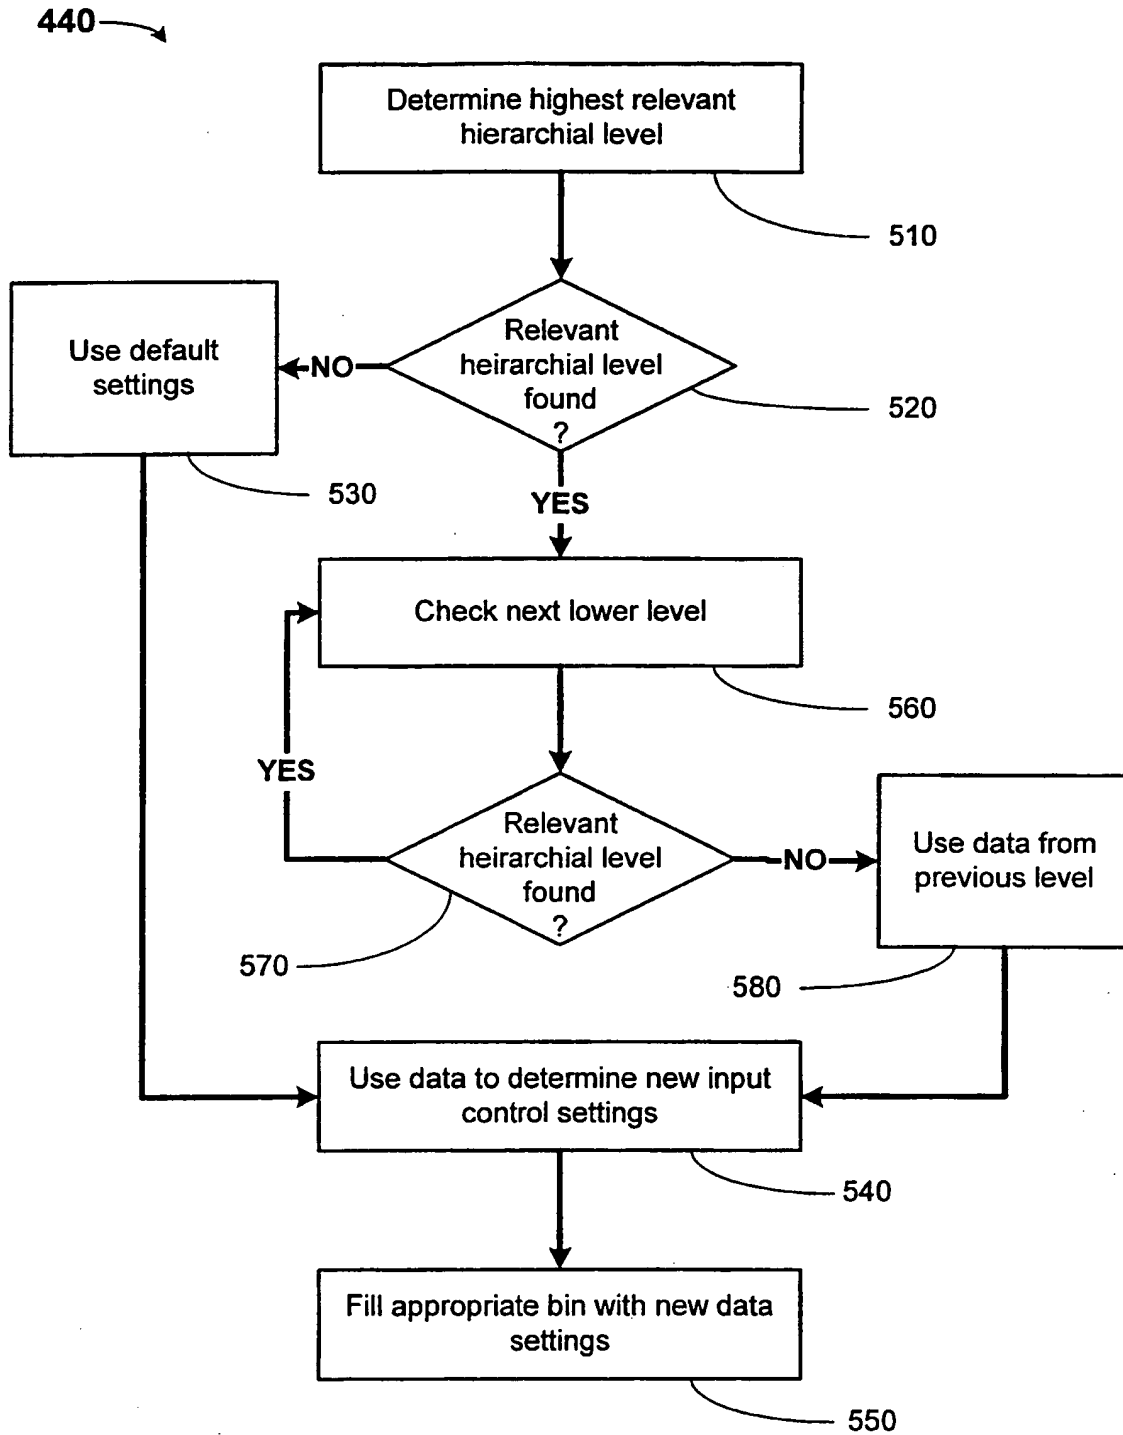 440
Determine highest relevant
hierarchial level
510
Relevant
heirarchial level
found
?
520
NO
Use default
settings
530
YES
Check next lower level
560
YES
Relevant
heirarchial level
found
?
570
NO
Use data from
previous level
580
Use data to determine new input
control settings
540
Fill appropriate bin with new data
settings
550